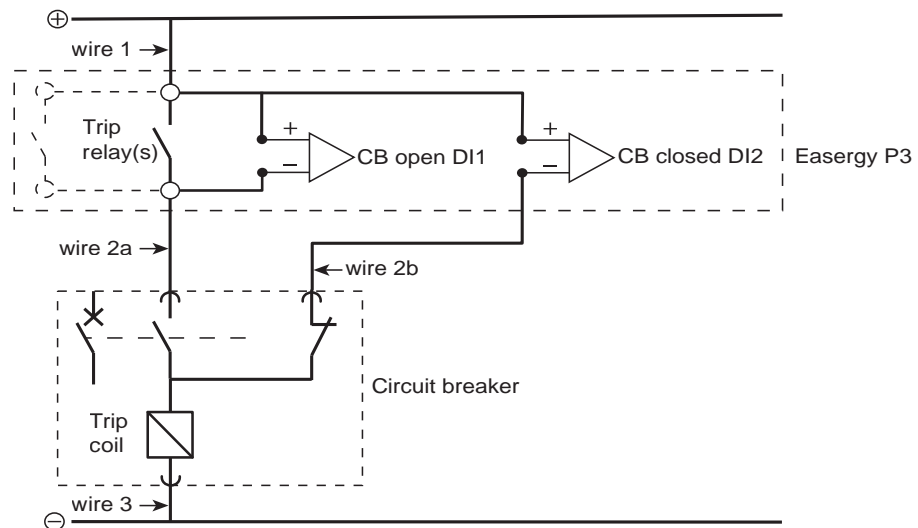 +
wire 1
Trip
relay(s)
+
−
CB open DI1
+
−
CB closed DI2
Easergy P3
wire 2a
wire 2b
Circuit breaker
Trip
coil
wire 3
−